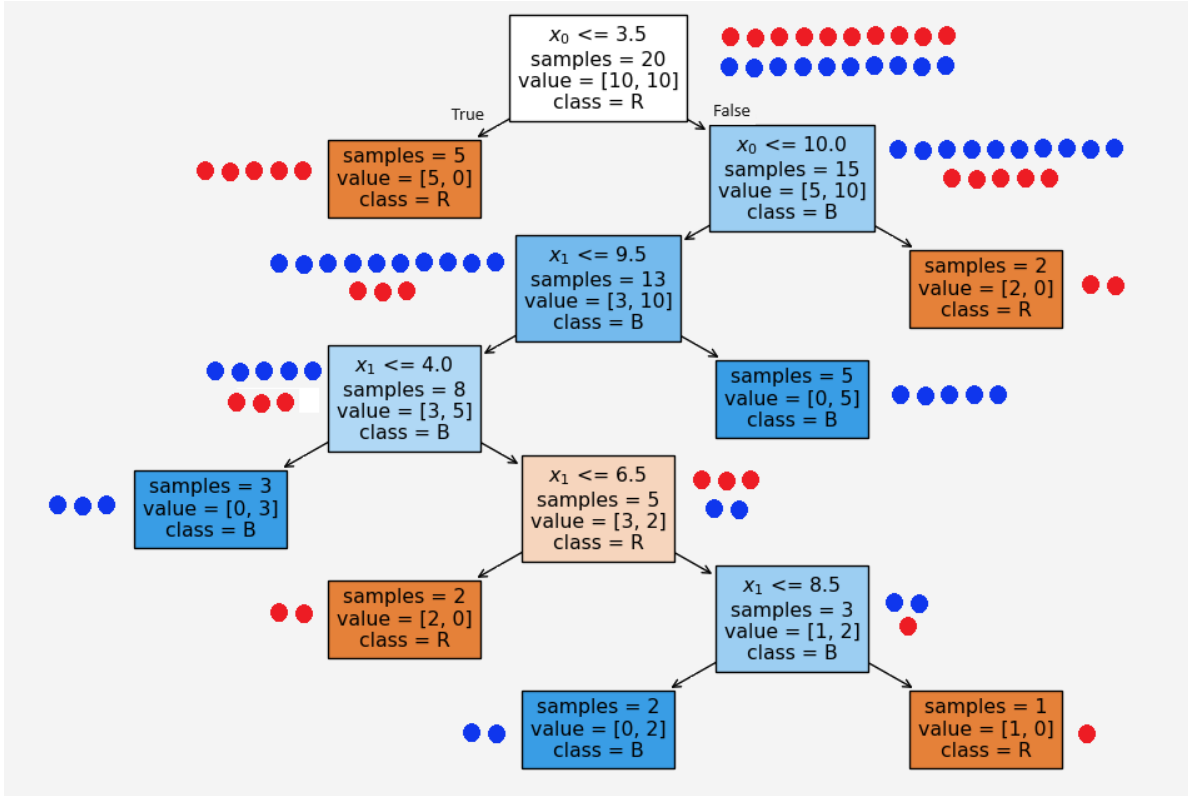 x₀ <= 3.5
samples = 20
value = [10, 10]
class = R
True
False
samples = 5
value = [5, 0]
class = R
x₀ <= 10.0
samples = 15
value = [5, 10]
class = B
x₁ <= 9.5
samples = 13
value = [3, 10]
class = B
samples = 2
value = [2, 0]
class = R
x₁ <= 4.0
samples = 8
value = [3, 5]
class = B
samples = 5
value = [0, 5]
class = B
samples = 3
value = [0, 3]
class = B
x₁ <= 6.5
samples = 5
value = [3, 2]
class = R
samples = 2
value = [2, 0]
class = R
x₁ <= 8.5
samples = 3
value = [1, 2]
class = B
samples = 2
value = [0, 2]
class = B
samples = 1
value = [1, 0]
class = R